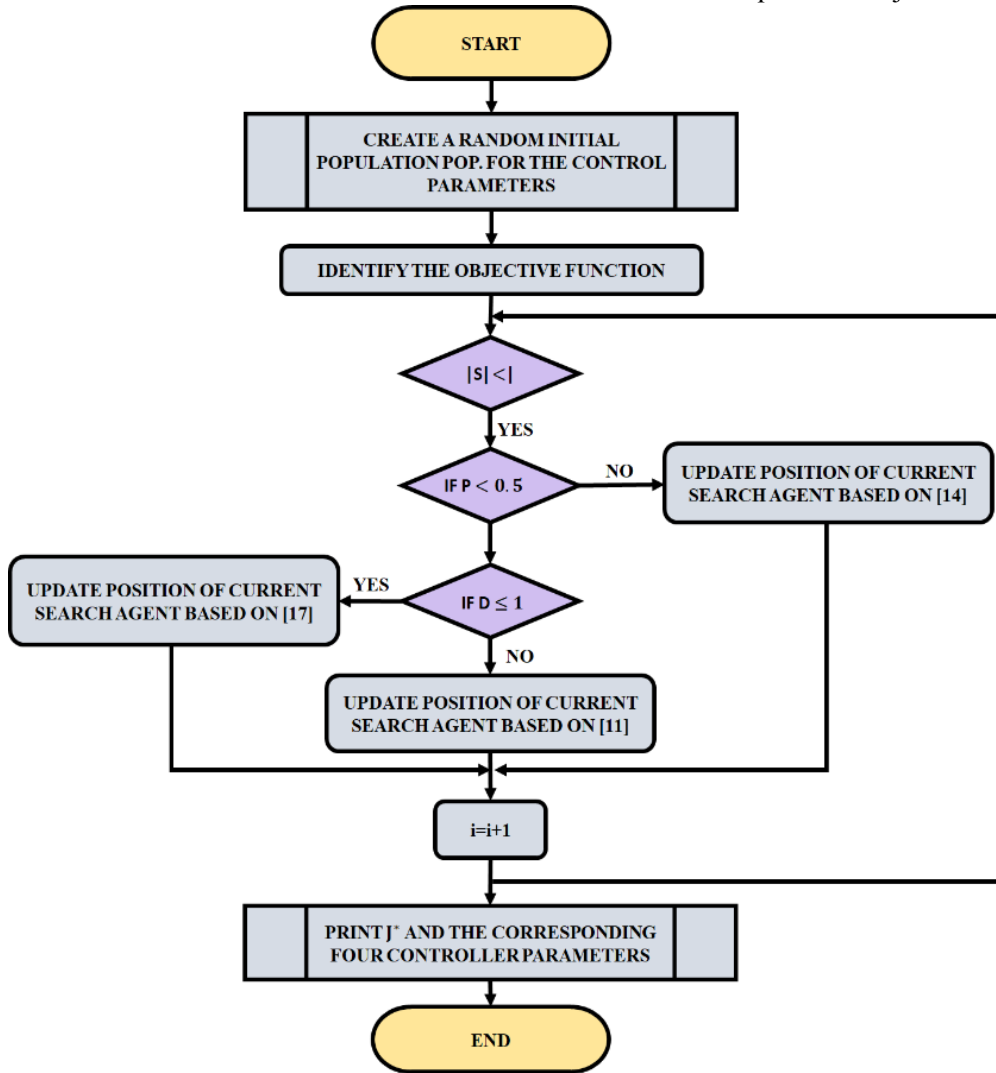 START
CREATE A RANDOM INITIAL
POPULATION POP. FOR THE CONTROL
PARAMETERS
IDENTIFY THE OBJECTIVE FUNCTION
|S| <|
YES
IF P < 0.5
NO
UPDATE POSITION OF CURRENT
SEARCH AGENT BASED ON [14]
UPDATE POSITION OF CURRENT
SEARCH AGENT BASED ON [17]
YES
IF D ≤ 1
NO
UPDATE POSITION OF CURRENT
SEARCH AGENT BASED ON [11]
i=i+1
PRINT J* AND THE CORRESPONDING
FOUR CONTROLLER PARAMETERS
END